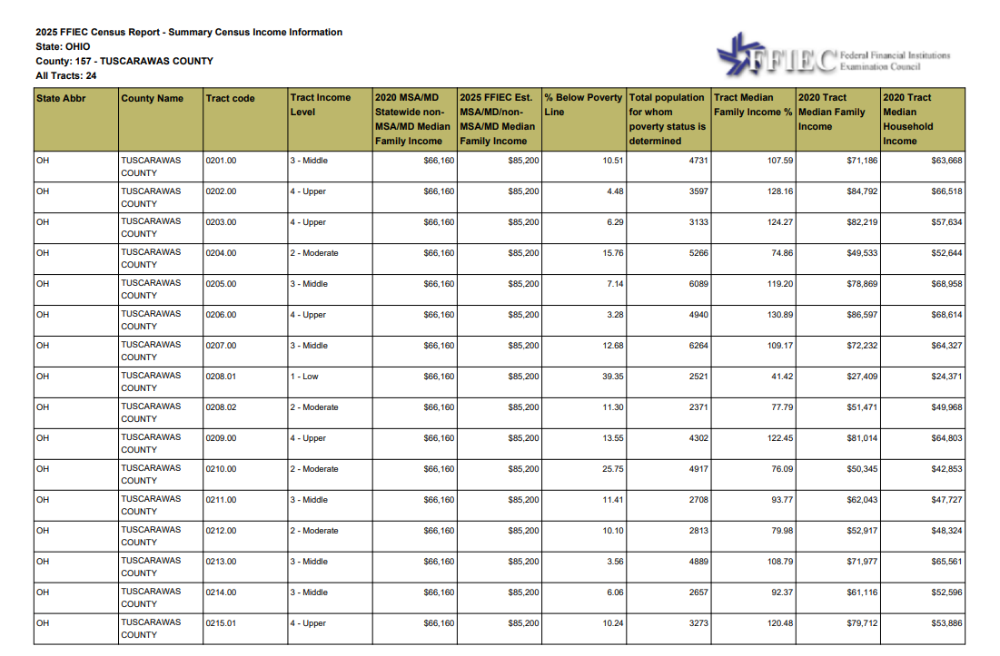 2025 FFIEC Census Report - Summary Census Income Information
State: OHIO
County: 157 - TUSCARAWAS COUNTY
All Tracts: 24
FFIEC Federal Financial Institutions
Examination Council
State Abbr County Name Tract code Tract Income Level 2020 MSA/MD Statewide non-MSA/MD Median Family Income 2025 FFIEC Est. MSA/MD/non-MSA/MD Median Family Income % Below Poverty Line Total population for whom poverty status is determined Tract Median Family Income % 2020 Tract Median Family Income 2020 Tract Median Household Income
OH TUSCARAWAS COUNTY 0201.00 3 - Middle $66,160 $85,200 10.51 4731 107.59 $71,186 $63,668
OH TUSCARAWAS COUNTY 0202.00 4 - Upper $66,160 $85,200 4.48 3597 128.16 $84,792 $66,518
OH TUSCARAWAS COUNTY 0203.00 4 - Upper $66,160 $85,200 6.29 3133 124.27 $82,219 $57,634
OH TUSCARAWAS COUNTY 0204.00 2 - Moderate $66,160 $85,200 15.76 5266 74.86 $49,533 $52,644
OH TUSCARAWAS COUNTY 0205.00 3 - Middle $66,160 $85,200 7.14 6089 119.20 $78,869 $68,958
OH TUSCARAWAS COUNTY 0206.00 4 - Upper $66,160 $85,200 3.28 4940 130.89 $86,597 $68,614
OH TUSCARAWAS COUNTY 0207.00 3 - Middle $66,160 $85,200 12.68 6264 109.17 $72,232 $64,327
OH TUSCARAWAS COUNTY 0208.01 1 - Low $66,160 $85,200 39.35 2521 41.42 $27,409 $24,371
OH TUSCARAWAS COUNTY 0208.02 2 - Moderate $66,160 $85,200 11.30 2371 77.79 $51,471 $49,968
OH TUSCARAWAS COUNTY 0209.00 4 - Upper $66,160 $85,200 13.55 4302 122.45 $81,014 $64,803
OH TUSCARAWAS COUNTY 0210.00 2 - Moderate $66,160 $85,200 25.75 4917 76.09 $50,345 $42,853
OH TUSCARAWAS COUNTY 0211.00 3 - Middle $66,160 $85,200 11.41 2708 93.77 $62,043 $47,727
OH TUSCARAWAS COUNTY 0212.00 2 - Moderate $66,160 $85,200 10.10 2813 79.98 $52,917 $48,324
OH TUSCARAWAS COUNTY 0213.00 3 - Middle $66,160 $85,200 3.56 4889 108.79 $71,977 $65,561
OH TUSCARAWAS COUNTY 0214.00 3 - Middle $66,160 $85,200 6.06 2657 92.37 $61,116 $52,596
OH TUSCARAWAS COUNTY 0215.01 4 - Upper $66,160 $85,200 10.24 3273 120.48 $79,712 $53,886